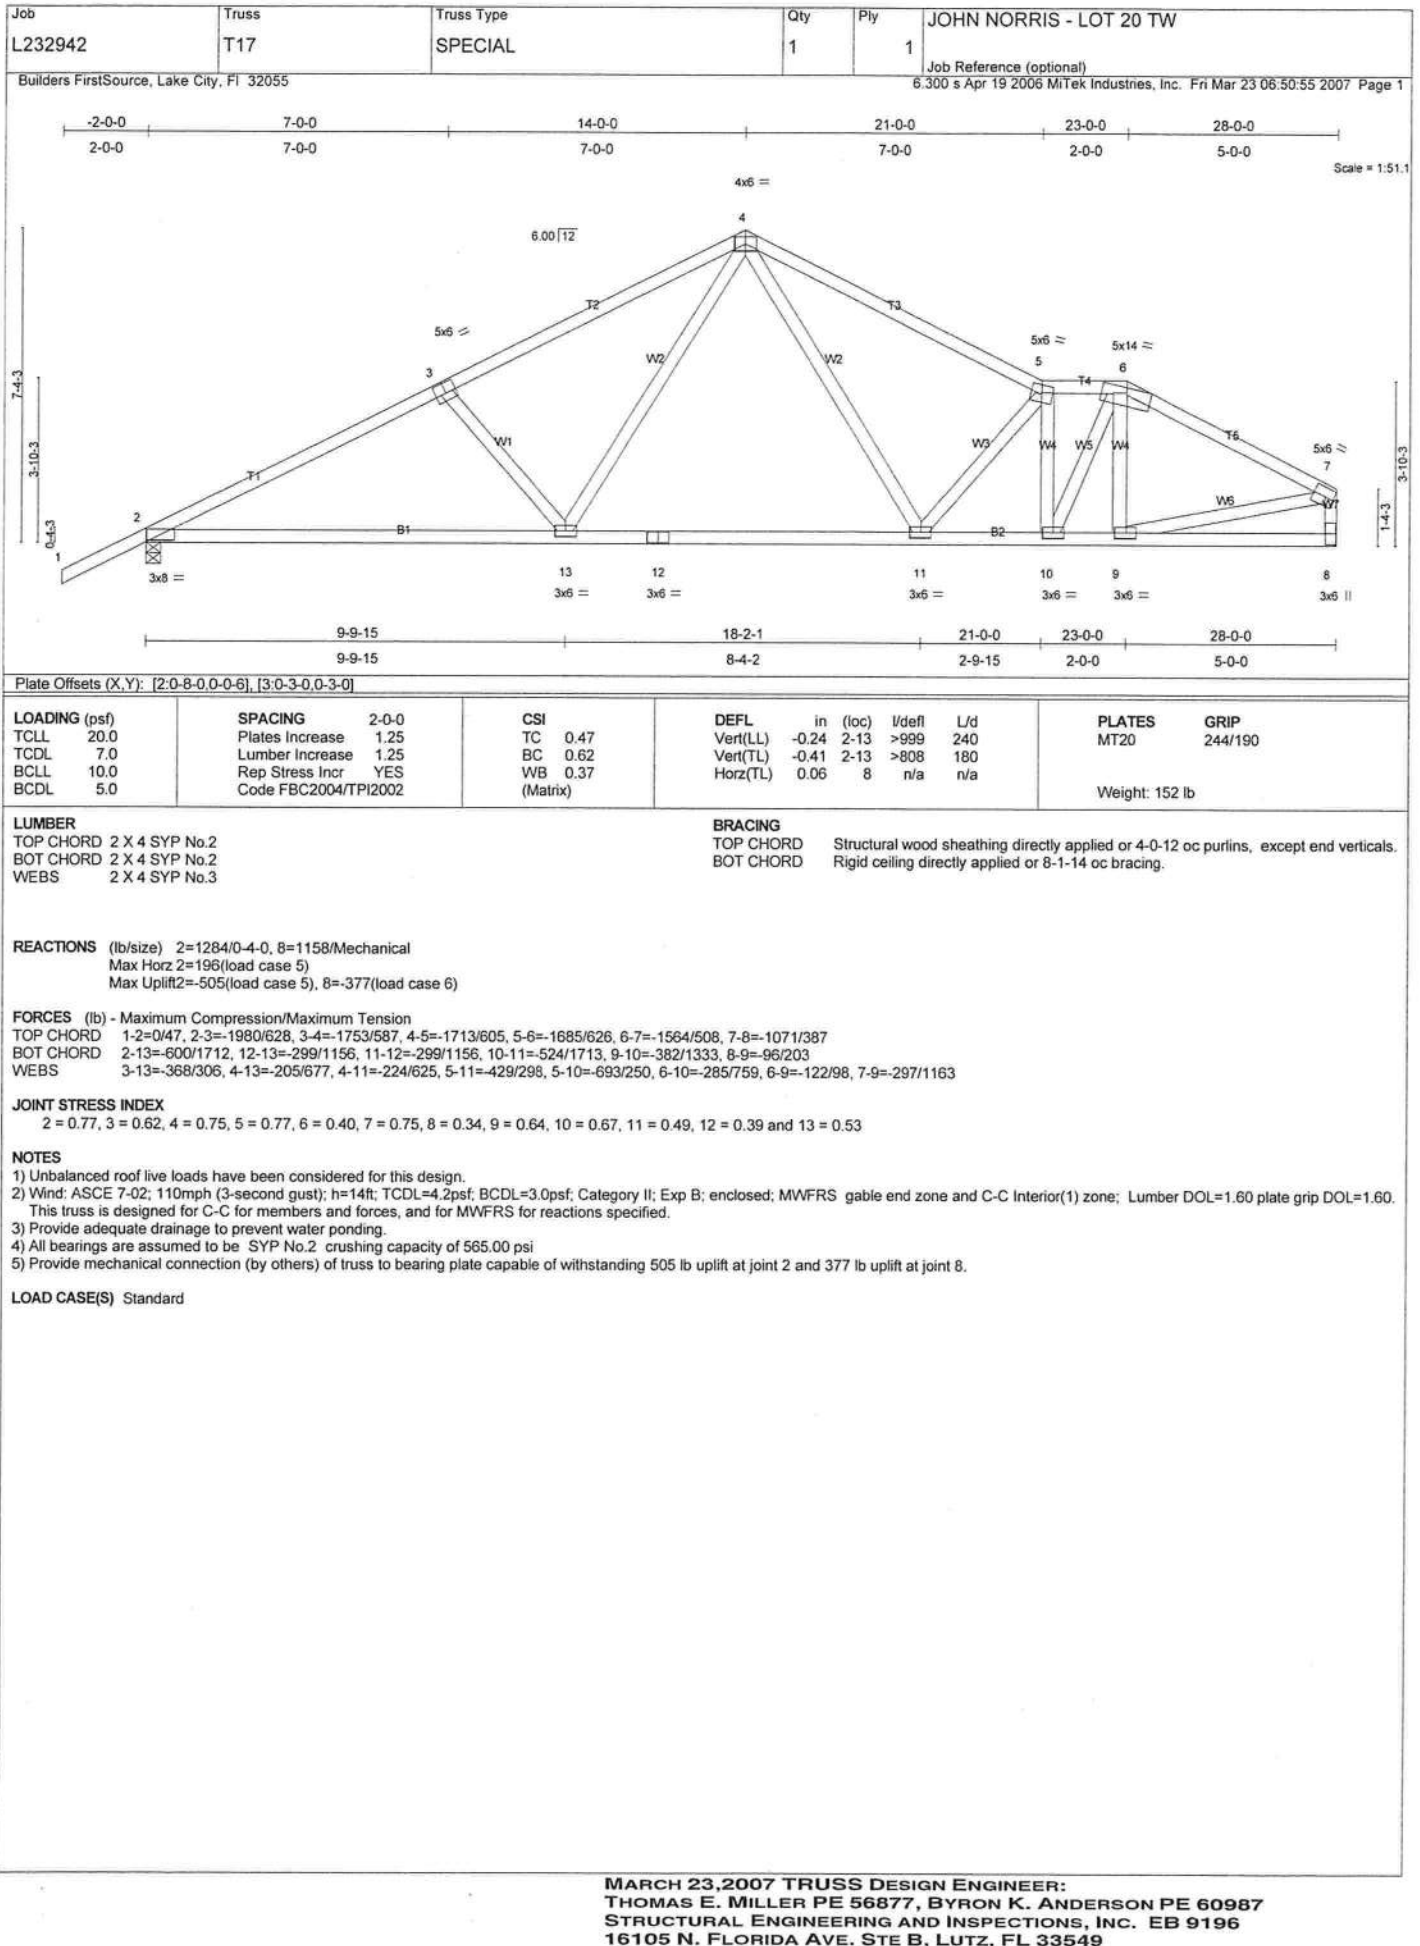 Job Truss Truss Type Qty Ply JOHN NORRIS - LOT 20 TW
L232942 T17 SPECIAL 1 1
Job Reference (optional)
Builders FirstSource, Lake City, Fl 32055 6.300 s Apr 19 2006 MiTek Industries, Inc. Fri Mar 23 06:50:55 2007 Page 1
-2-0-0 7-0-0 14-0-0 21-0-0 23-0-0 28-0-0
2-0-0 7-0-0 7-0-0 7-0-0 2-0-0 5-0-0
Scale = 1:51.1
4x6 =
4
6.00 12
T2 T3
5x6 =
3
W2 W2
5x6 =
5
5x14 =
6
T4
7-4-3
3-10-3
0-4-3
W1 W3 W4 W5 W4 T5
5x6 =
7
3-10-3
T1
W6 W7
1-4-3
2
B1 B2
1
3x8 =
13 12 11 10 9 8
3x6 = 3x6 = 3x6 = 3x6 = 3x6 = 3x6 ||
9-9-15 18-2-1 21-0-0 23-0-0 28-0-0
9-9-15 8-4-2 2-9-15 2-0-0 5-0-0
Plate Offsets (X,Y): [2:0-8-0,0-0-6], [3:0-3-0,0-3-0]
LOADING (psf) SPACING 2-0-0 CSI DEFL in (loc) l/defl L/d PLATES GRIP
TCLL 20.0 Plates Increase 1.25 TC 0.47 Vert(LL) -0.24 2-13 >999 240 MT20 244/190
TCDL 7.0 Lumber Increase 1.25 BC 0.62 Vert(TL) -0.41 2-13 >808 180
BCLL 10.0 Rep Stress Incr YES WB 0.37 Horz(TL) 0.06 8 n/a n/a
BCDL 5.0 Code FBC2004/TPI2002 (Matrix) Weight: 152 lb
LUMBER BRACING
TOP CHORD 2 X 4 SYP No.2 TOP CHORD Structural wood sheathing directly applied or 4-0-12 oc purlins, except end verticals.
BOT CHORD 2 X 4 SYP No.2 BOT CHORD Rigid ceiling directly applied or 8-1-14 oc bracing.
WEBS 2 X 4 SYP No.3
REACTIONS (lb/size) 2=1284/0-4-0, 8=1158/Mechanical
Max Horz 2=196(load case 5)
Max Uplift2=-505(load case 5), 8=-377(load case 6)
FORCES (lb) - Maximum Compression/Maximum Tension
TOP CHORD 1-2=0/47, 2-3=-1980/628, 3-4=-1753/587, 4-5=-1713/605, 5-6=-1685/626, 6-7=-1564/508, 7-8=-1071/387
BOT CHORD 2-13=-600/1712, 12-13=-299/1156, 11-12=-299/1156, 10-11=-524/1713, 9-10=-382/1333, 8-9=-96/203
WEBS 3-13=-368/306, 4-13=-205/677, 4-11=-224/625, 5-11=-429/298, 5-10=-693/250, 6-10=-285/759, 6-9=-122/98, 7-9=-297/1163
JOINT STRESS INDEX
2 = 0.77, 3 = 0.62, 4 = 0.75, 5 = 0.77, 6 = 0.40, 7 = 0.75, 8 = 0.34, 9 = 0.64, 10 = 0.67, 11 = 0.49, 12 = 0.39 and 13 = 0.53
NOTES
1) Unbalanced roof live loads have been considered for this design.
2) Wind: ASCE 7-02; 110mph (3-second gust); h=14ft; TCDL=4.2psf; BCDL=3.0psf; Category II; Exp B; enclosed; MWFRS gable end zone and C-C Interior(1) zone; Lumber DOL=1.60 plate grip DOL=1.60.
This truss is designed for C-C for members and forces, and for MWFRS for reactions specified.
3) Provide adequate drainage to prevent water ponding.
4) All bearings are assumed to be SYP No.2 crushing capacity of 565.00 psi
5) Provide mechanical connection (by others) of truss to bearing plate capable of withstanding 505 lb uplift at joint 2 and 377 lb uplift at joint 8.
LOAD CASE(S) Standard
MARCH 23,2007 TRUSS DESIGN ENGINEER:
THOMAS E. MILLER PE 56877, BYRON K. ANDERSON PE 60987
STRUCTURAL ENGINEERING AND INSPECTIONS, INC. EB 9196
16105 N. FLORIDA AVE. STE B, LUTZ, FL 33549